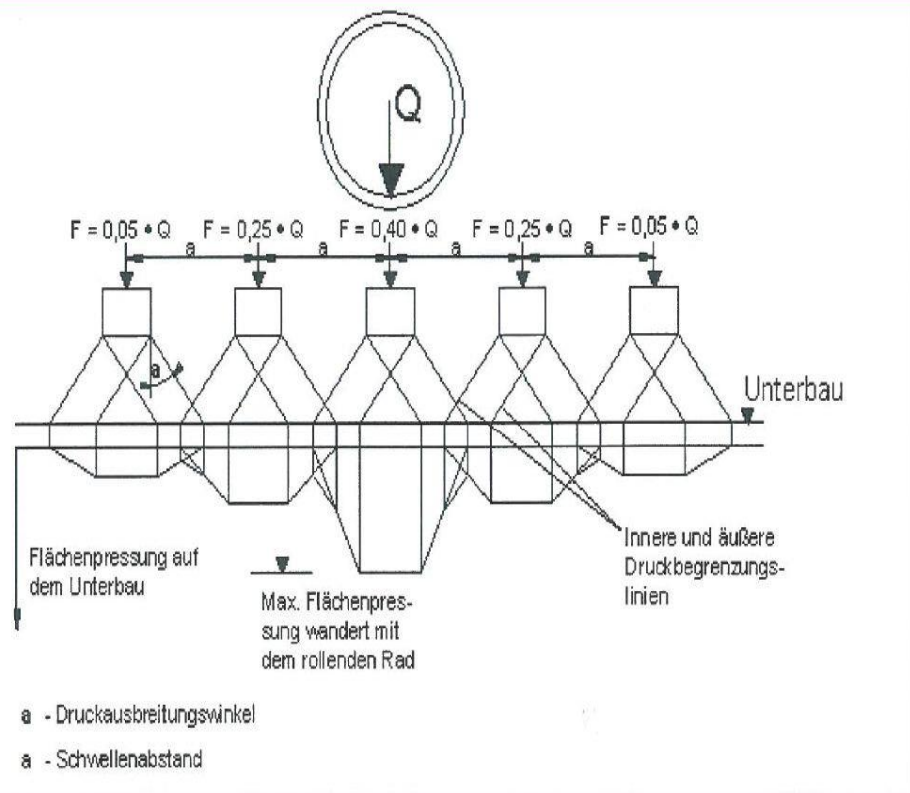 Q
F = 0,05 • Q F = 0,25 • Q F = 0,40 • Q F = 0,25 • Q F = 0,05 • Q
a a a a
a
Unterbau
Flächenpressung auf
dem Unterbau
Max. Flächenpres-
sung wandert mit
dem rollenden Rad
Innere und äußere
Druckbegrenzungs-
linien
a - Druckausbreitungswinkel
a - Schwellenabstand